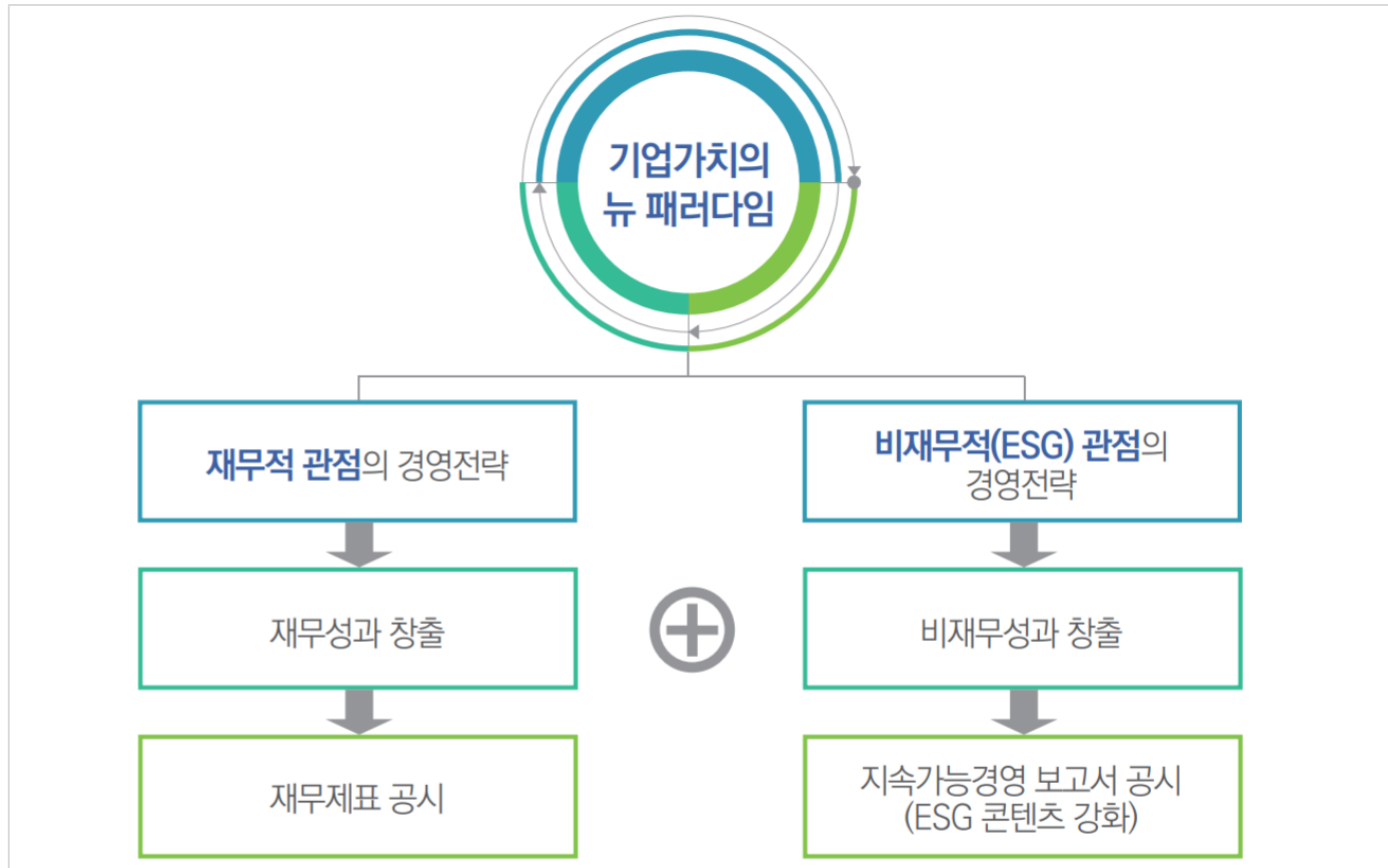 기업가치의
뉴 패러다임
재무적 관점의 경영전략
비재무적(ESG) 관점의
경영전략
재무성과 창출
비재무성과 창출
재무제표 공시
지속가능경영 보고서 공시
(ESG 콘텐츠 강화)